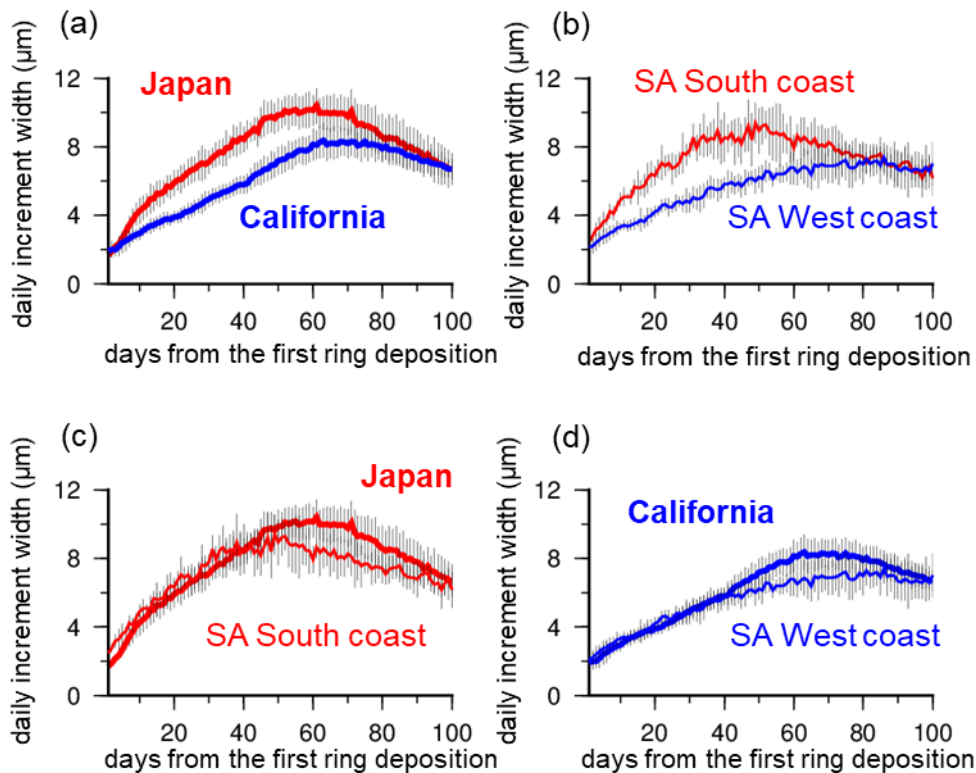 (a)
daily increment width (μm)
12
8
4
0
Japan
California
20 40 60 80 100
days from the first ring deposition
(b)
daily increment width (μm)
12
8
4
0
SA South coast
SA West coast
20 40 60 80 100
days from the first ring deposition
(c)
daily increment width (μm)
12
8
4
0
Japan
SA South coast
20 40 60 80 100
days from the first ring deposition
(d)
daily increment width (μm)
12
8
4
0
California
SA West coast
20 40 60 80 100
days from the first ring deposition